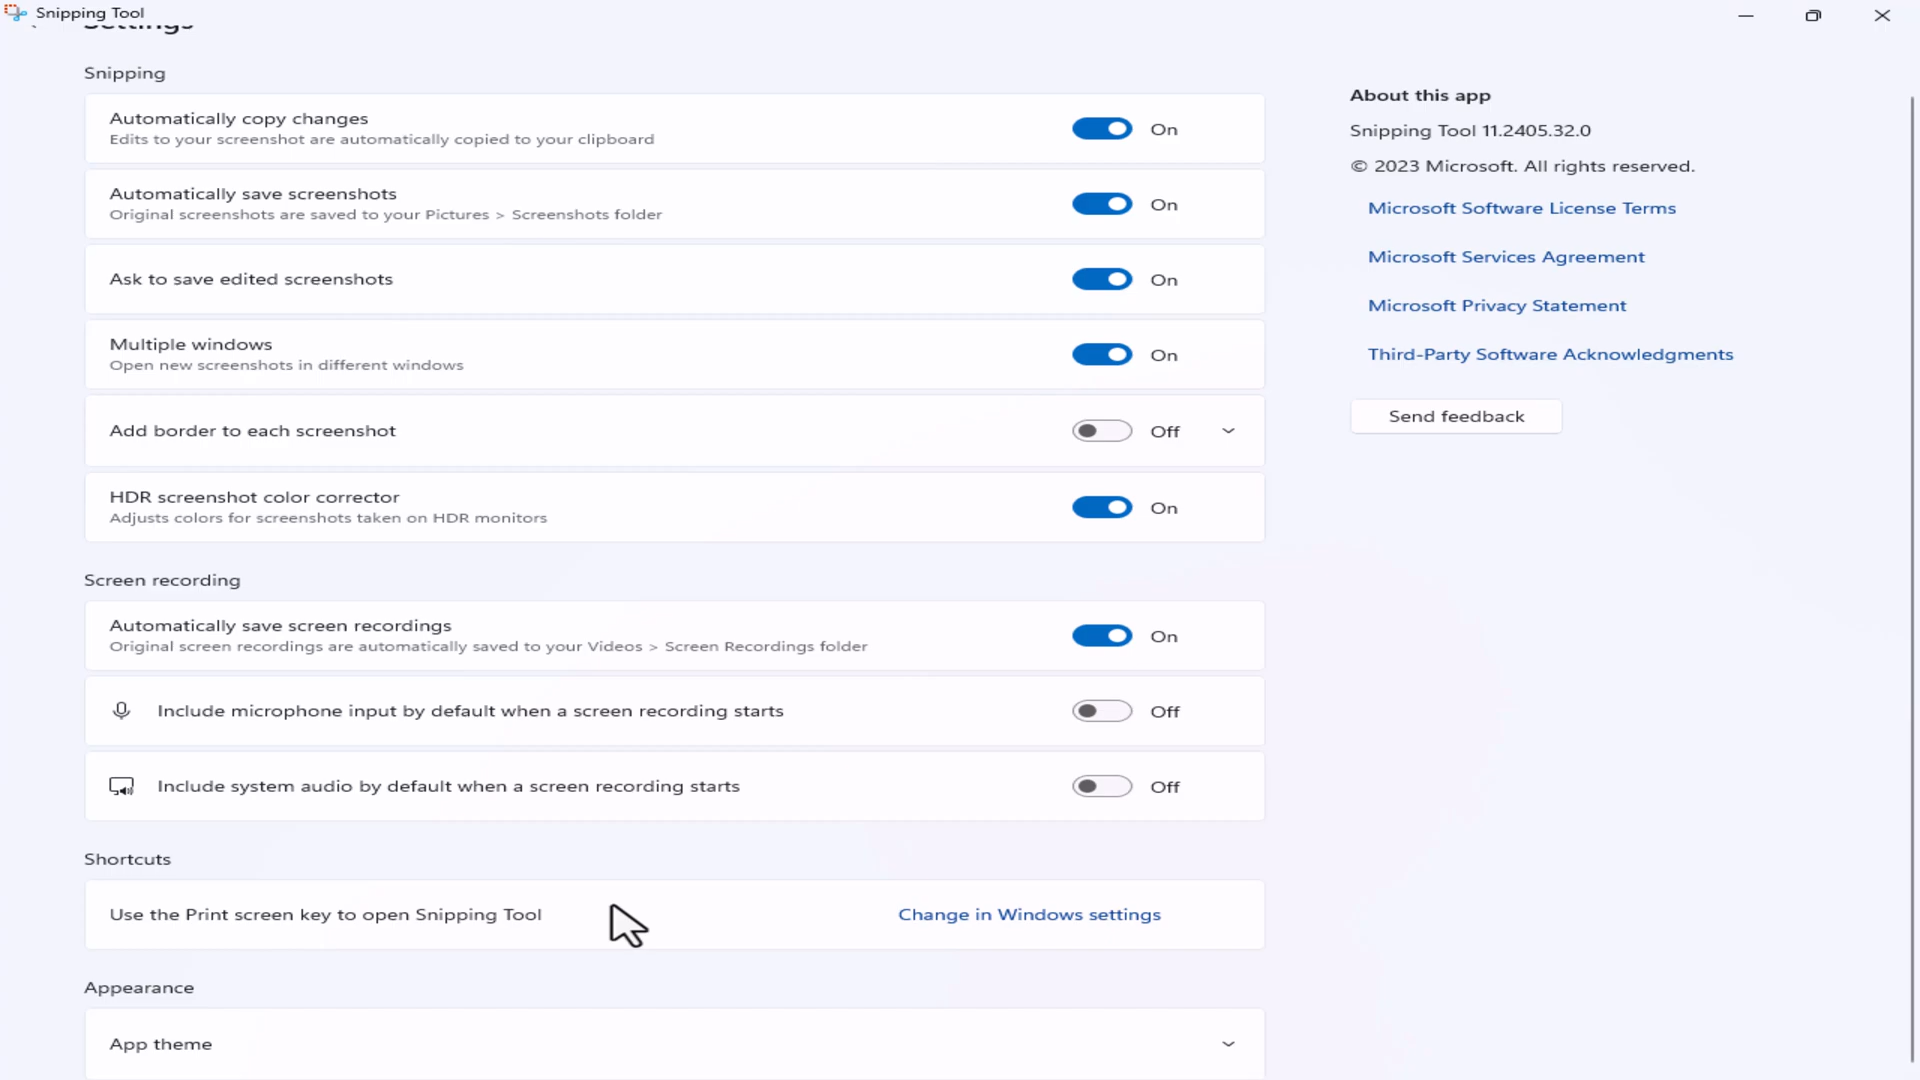 Snipping Tool
Settings
Snipping
Automatically copy changes
On
Edits to your screenshot are automatically copied to your clipboard
Automatically save screenshots
On
Original screenshots are saved to your Pictures > Screenshots folder
Ask to save edited screenshots
On
Multiple windows
On
Open new screenshots in different windows
Add border to each screenshot
Off
HDR screenshot color corrector
On
Adjusts colors for screenshots taken on HDR monitors
Screen recording
Automatically save screen recordings
On
Original screen recordings are automatically saved to your Videos > Screen Recordings folder
Include microphone input by default when a screen recording starts
Off
Include system audio by default when a screen recording starts
Off
Shortcuts
Use the Print screen key to open Snipping Tool
Change in Windows settings
Appearance
App theme
About this app
Snipping Tool 11.2405.32.0
© 2023 Microsoft. All rights reserved.
Microsoft Software License Terms
Microsoft Services Agreement
Microsoft Privacy Statement
Third-Party Software Acknowledgments
Send feedback